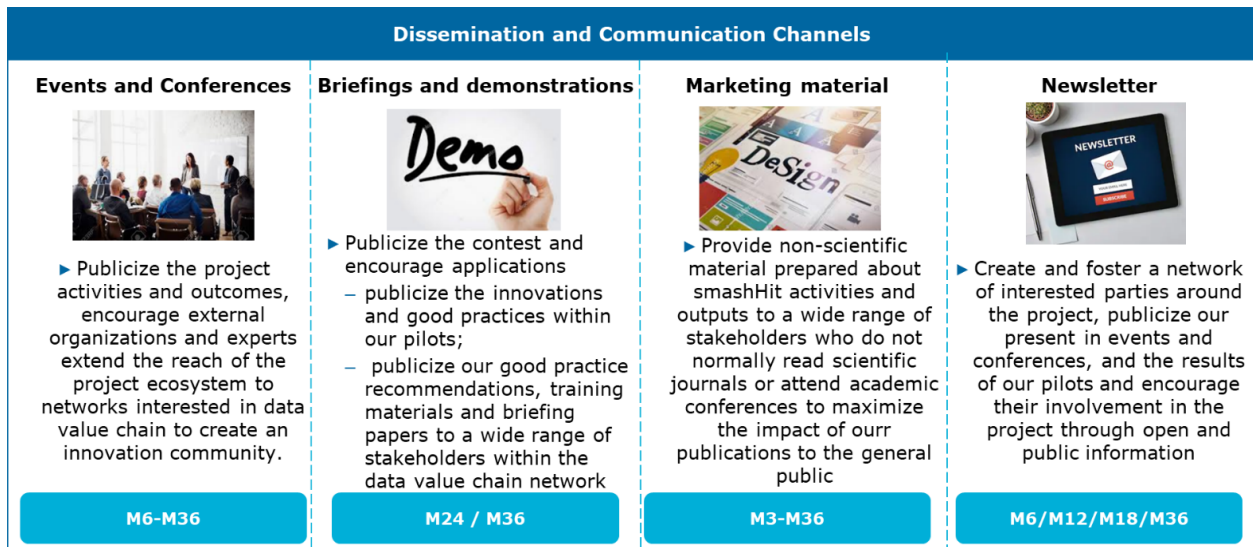 Dissemination and Communication Channels
Events and Conferences
► Publicize the project
activities and outcomes,
encourage external
organizations and experts
extend the reach of the
project ecosystem to
networks interested in data
value chain to create an
innovation community.
M6-M36
Briefings and demonstrations
Demo
► Publicize the contest and
encourage applications
– publicize the innovations
and good practices within
our pilots;
– publicize our good practice
recommendations, training
materials and briefing
papers to a wide range of
stakeholders within the
data value chain network
M24 / M36
Marketing material
DeSign
► Provide non-scientific
material prepared about
smashHit activities and
outputs to a wide range of
stakeholders who do not
normally read scientific
journals or attend academic
conferences to maximize
the impact of ourr
publications to the general
public
M3-M36
Newsletter
NEWSLETTER
@
SUBSCRIBE
► Create and foster a network
of interested parties around
the project, publicize our
present in events and
conferences, and the results
of our pilots and encourage
their involvement in the
project through open and
public information
M6/M12/M18/M36